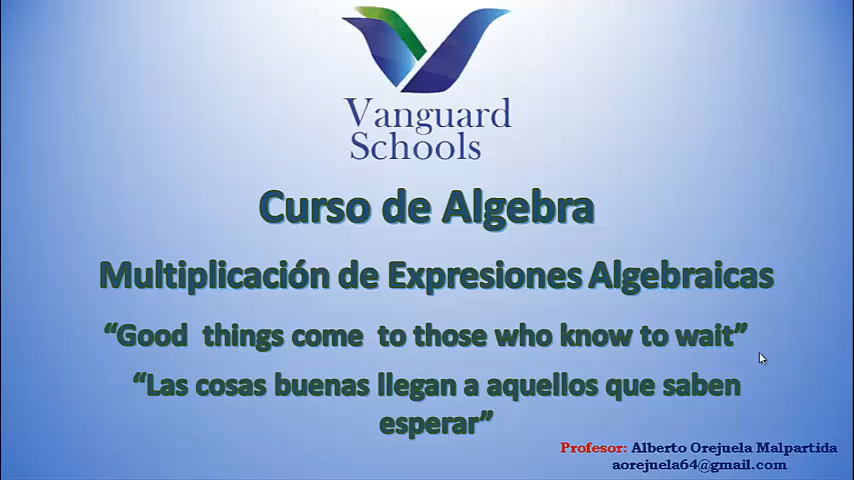 Vanguard
Schools
Curso de Algebra
Multiplicación de Expresiones Algebraicas
“Good things come to those who know to wait”
“Las cosas buenas llegan a aquellos que saben
esperar”
Profesor: Alberto Orejuela Malpartida
aorejuela64@gmail.com